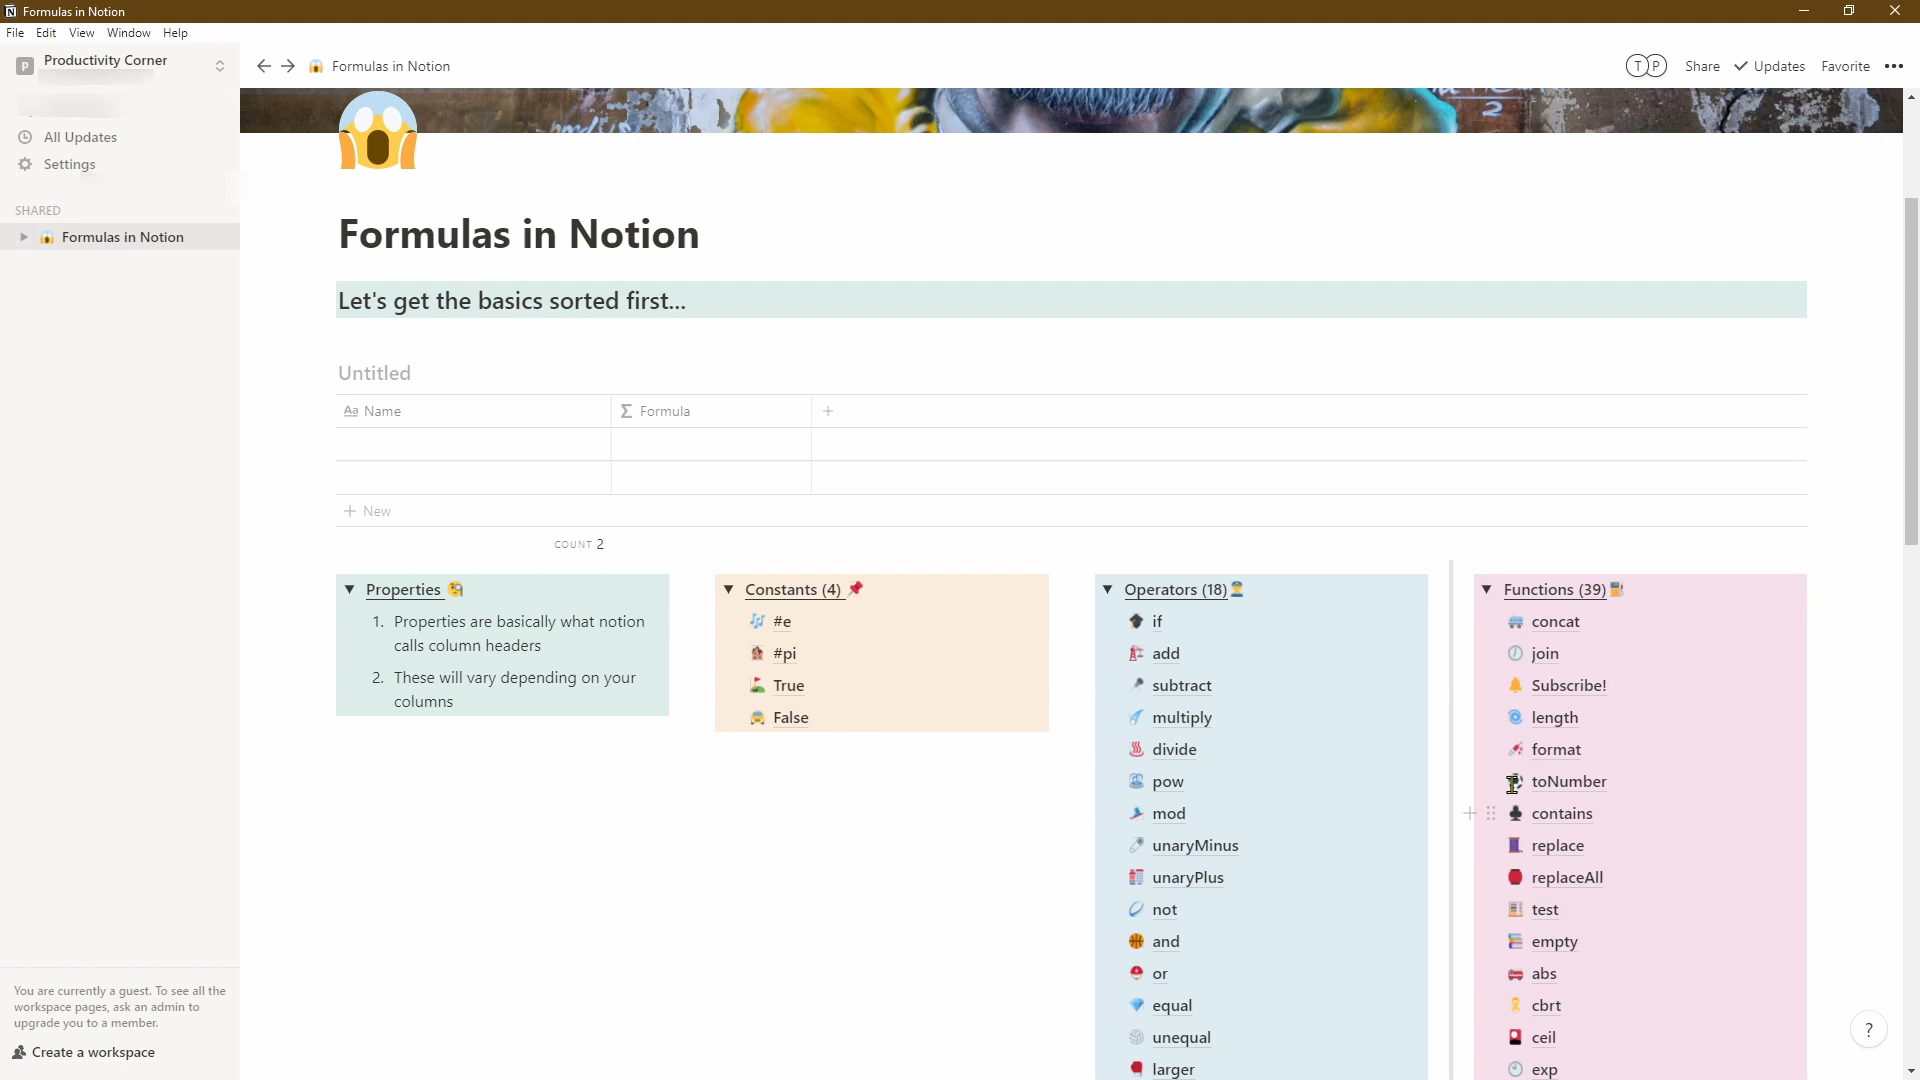 Formulas in Notion
File Edit View Window Help
P Productivity Corner
All Updates
Settings
SHARED
Formulas in Notion
You are currently a guest. To see all the
workspace pages, ask an admin to
upgrade you to a member.
Create a workspace
Formulas in Notion
T P Share Updates Favorite
2
Formulas in Notion
Let's get the basics sorted first...
Untitled
Aa Name
Σ Formula
+
+ New
COUNT 2
Properties
1. Properties are basically what notion
calls column headers
2. These will vary depending on your
columns
Constants (4)
#e
#pi
True
False
Operators (18)
if
add
subtract
multiply
divide
pow
mod
unaryMinus
unaryPlus
not
and
or
equal
unequal
larger
Functions (39)
concat
join
Subscribe!
length
format
toNumber
contains
replace
replaceAll
test
empty
abs
cbrt
ceil
exp
?